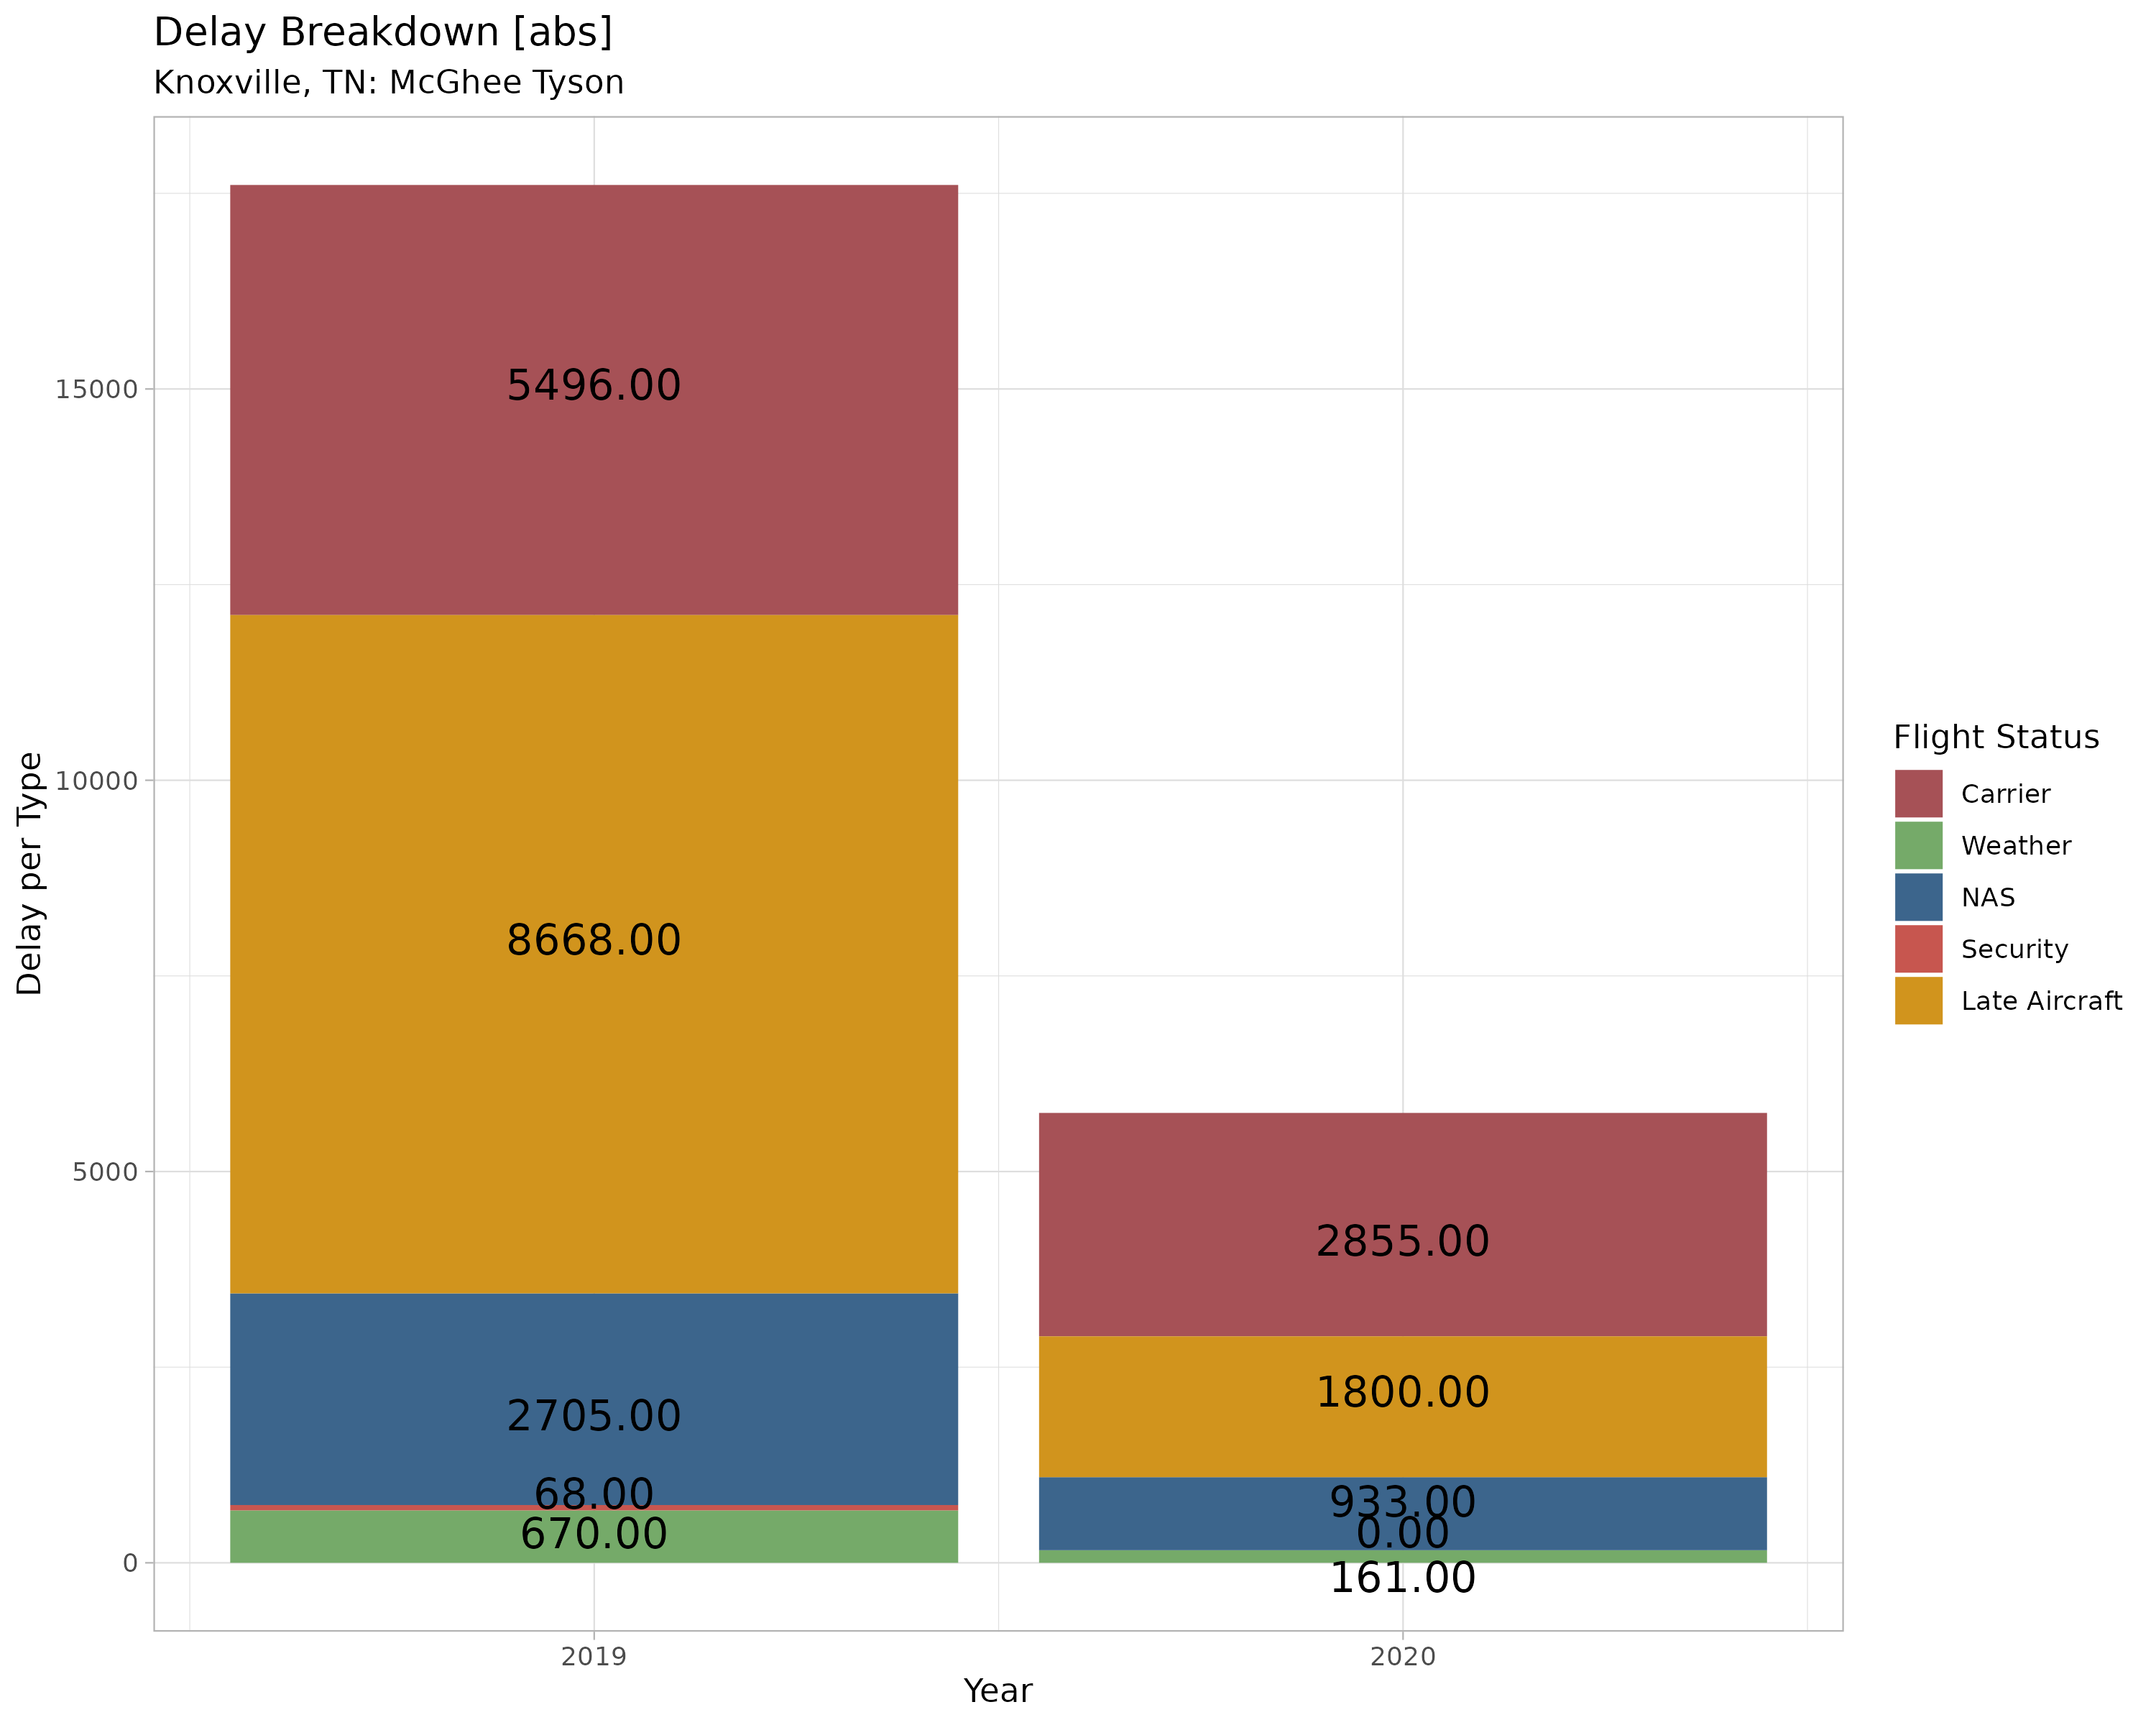 Delay Breakdown [abs]
Knoxville, TN: McGhee Tyson
Delay per Type
15000
10000
5000
0
5496.00
8668.00
2705.00
68.00
670.00
2855.00
1800.00
933.00
0.00
161.00
2019
2020
Year
Flight Status
Carrier
Weather
NAS
Security
Late Aircraft